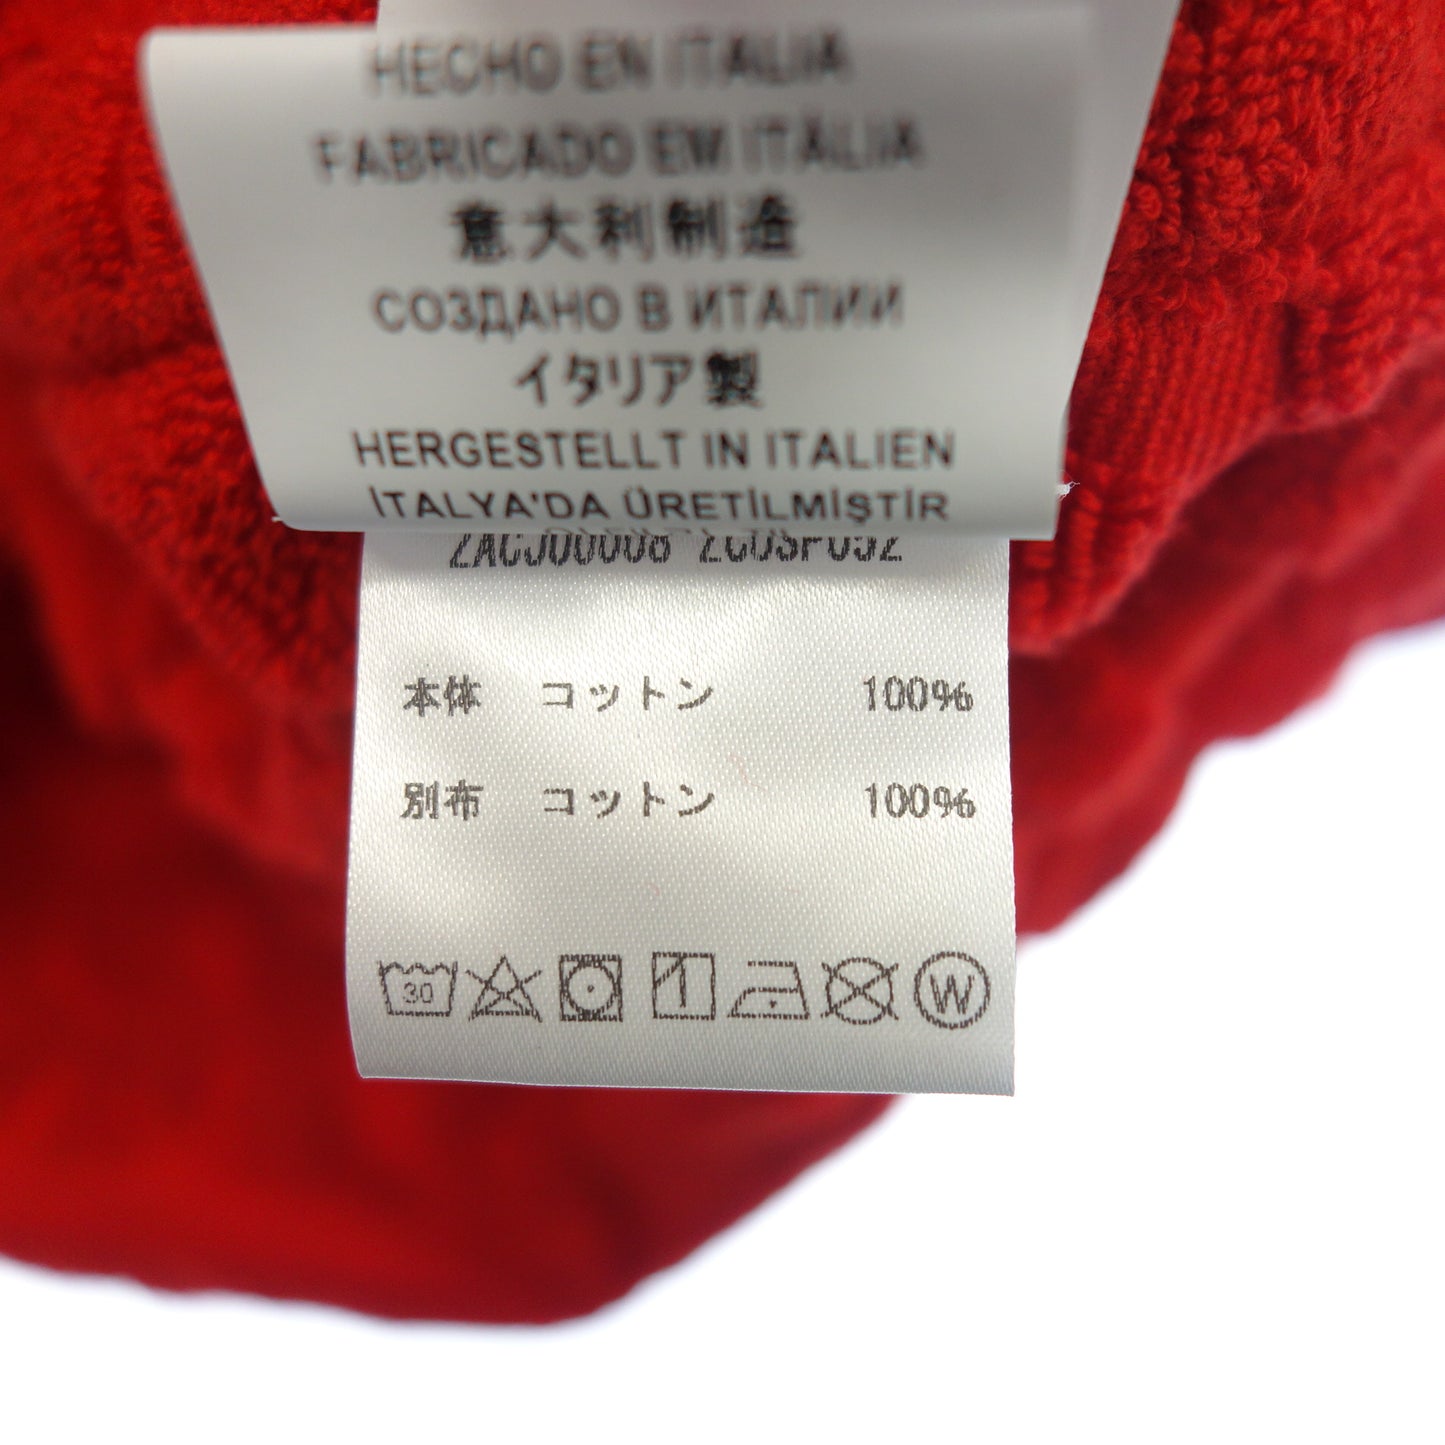 HECHO EN ITALIA
FABRICADO EM ITÁLIA
意大利制造
СОЗДАНО В ИТАЛИИ
イタリア製
HERGESTELLT IN ITALIEN
İTALYA'DA ÜRETİLMİŞTİR
本体 コットン 100%
別布 コットン 100%
30
W